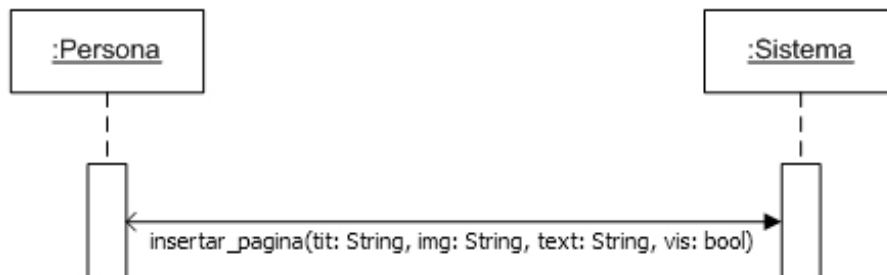 :Persona
:Sistema
insertar_pagina(tit: String, img: String, text: String, vis: bool)